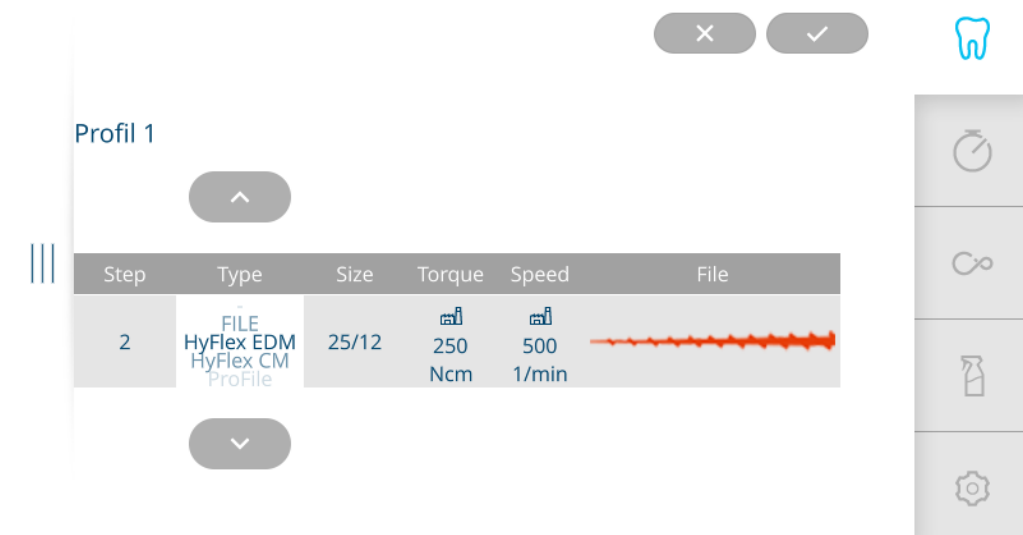 Profil 1
Step Type Size Torque Speed File
-
FILE
HyFlex EDM
HyFlex CM
ProFile
2
25/12
250
Ncm
500
1/min